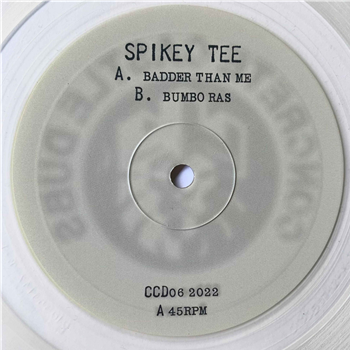 SPIKEY TEE
A. BADDER THAN ME
B. BUMBO RAS
CCD06 2022
A 45RPM